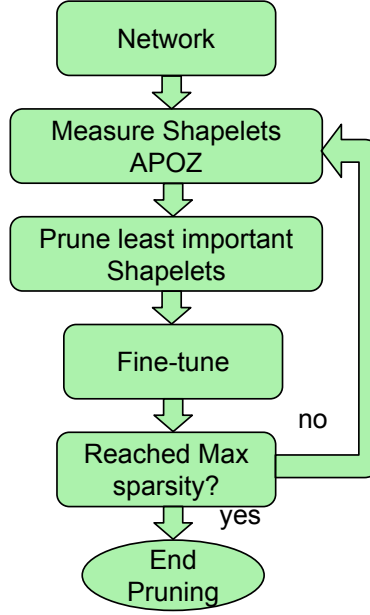 Network
Measure Shapelets
APOZ
Prune least important
Shapelets
Fine-tune
no
Reached Max
sparsity?
yes
End
Pruning